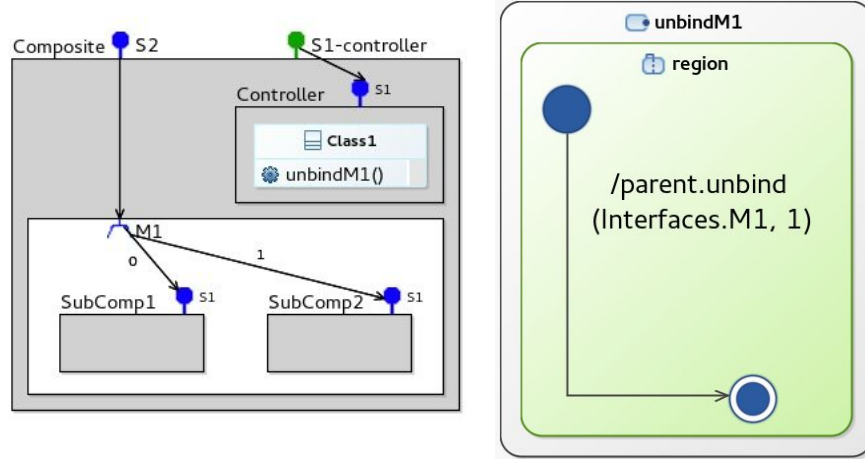 Composite
S2
S1-controller
Controller
S1
Class1
unbindM1()
M1
0
1
SubComp1
S1
SubComp2
S1
unbindM1
region
/parent.unbind
(Interfaces.M1, 1)